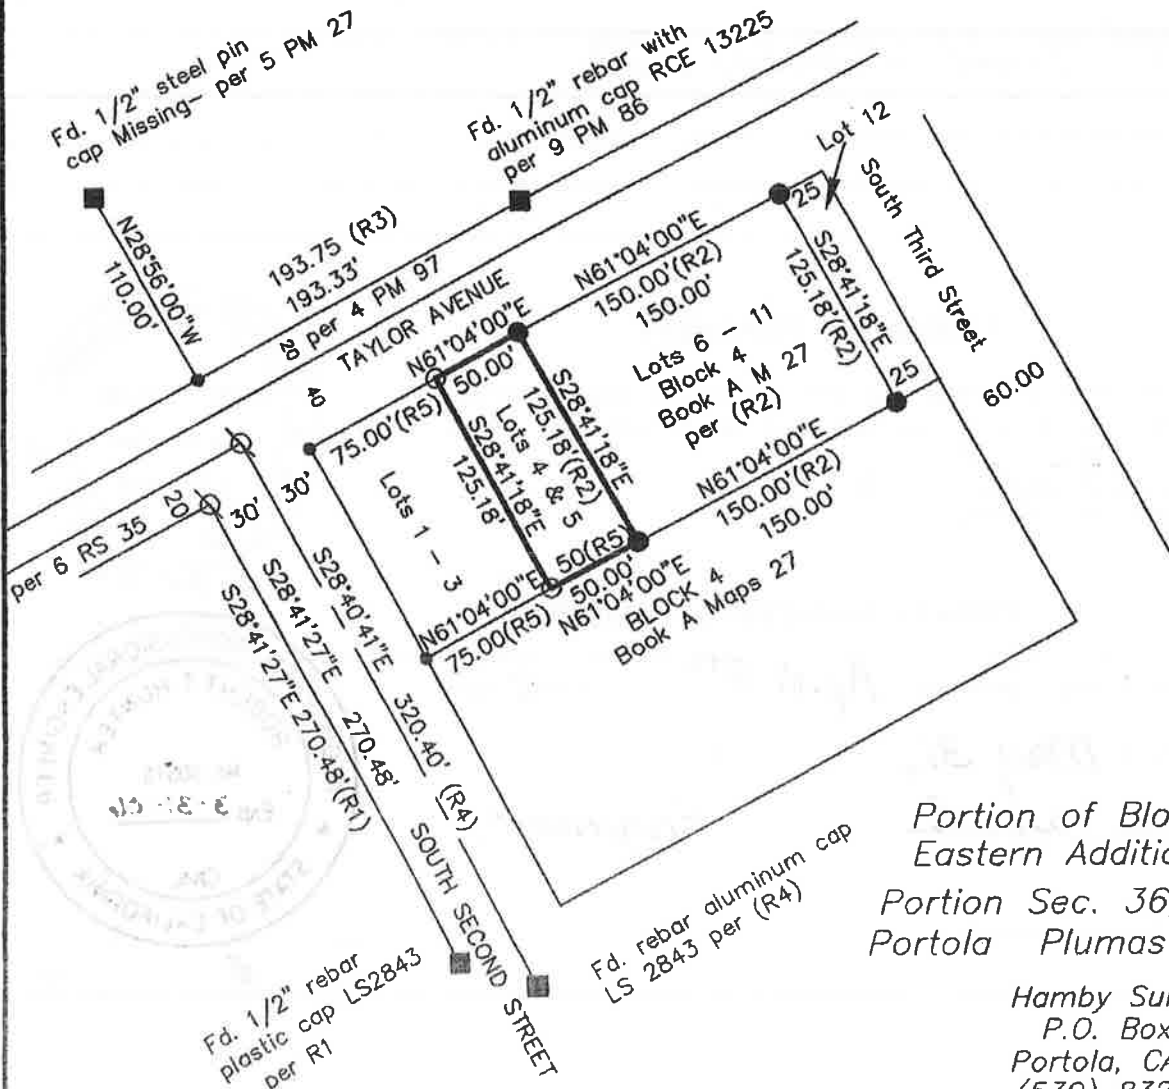 Fd. 1/2" steel pin
cap Missing- per 5 PM 27
Fd. 1/2" rebar with
aluminum cap RCE 13225
per 9 PM 86
Lot 12
South Third Street
60.00
N28°56'00"W
110.00'
193.75 (R3)
193.33'
20 per 4 PM 97
40
TAYLOR AVENUE
N61°04'00"E
50.00'
N61°04'00"E
150.00'(R2)
150.00'
25
S28°41'18"E
125.18'(R2)
25
Lots 6 - 11
Block 4
Book A M 27
per (R2)
75.00'(R5)
Lots 1 - 3
S28°41'18"E
125.18'
Lots 4 & 5
S28°41'18"E
125.18'(R2)
N61°04'00"E
150.00'(R2)
150.00'
50(R5)
50.00'
N61°04'00"E
N61°04'00"E
75.00(R5)
BLOCK 4
Book A Maps 27
per 6 RS 35
20
30'
30'
S28°40'41"E 320.40' (R4)
S28°41'27"E 270.48'
S28°41'27"E 270.48'(R1)
SOUTH SECOND STREET
Fd. 1/2" rebar
plastic cap LS2843
per R1
Fd. rebar aluminum cap
LS 2843 per (R4)
Portion of Blo
Eastern Additio
Portion Sec. 36
Portola Plumas
Hamby Su
P.O. Box
Portola, CA
(530) 832
STATE OF CALIFORNIA
CIVIL